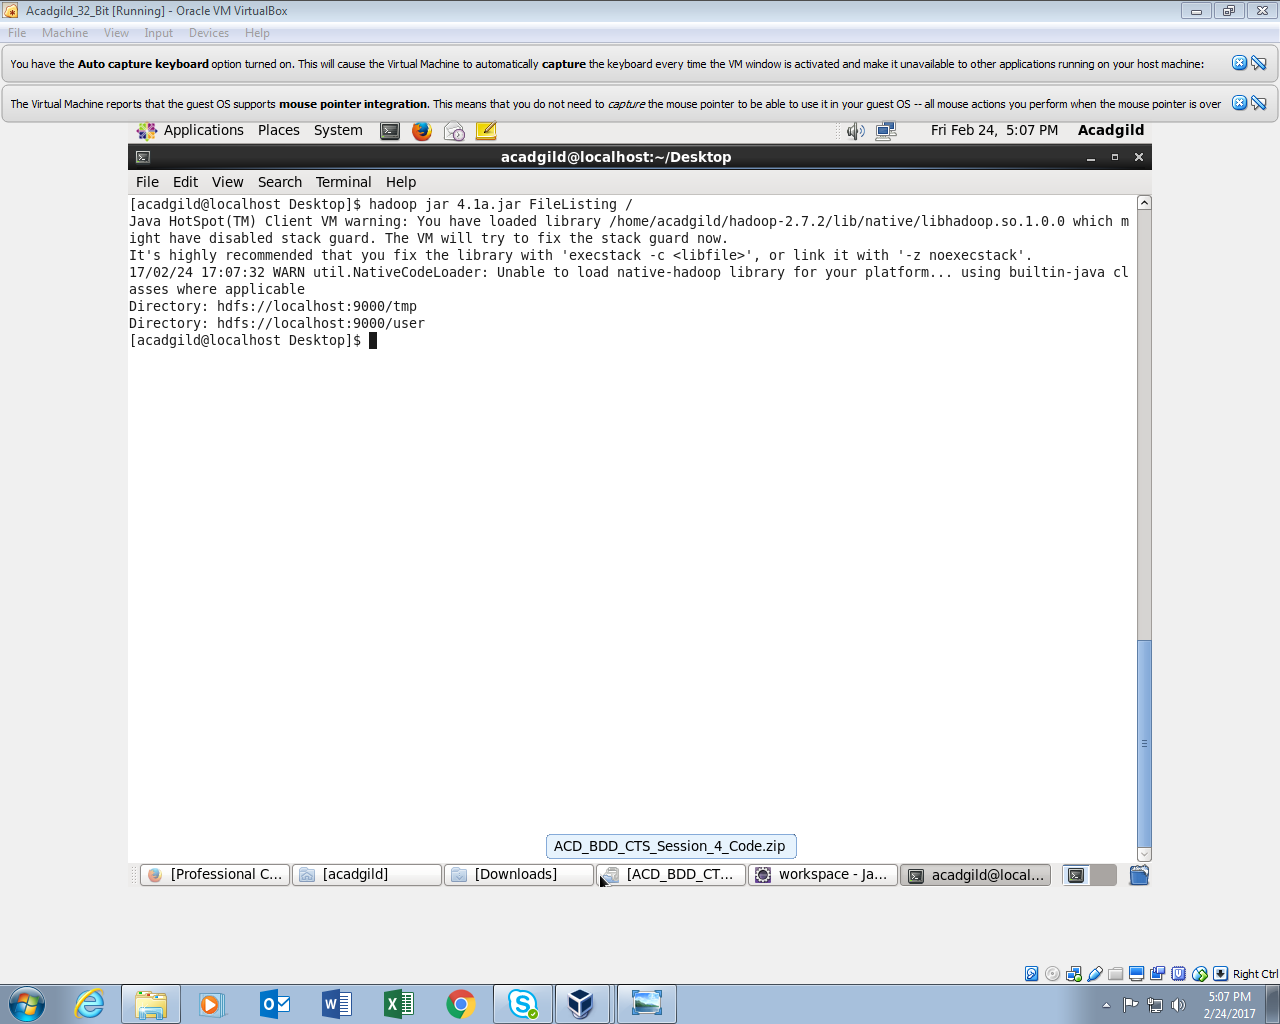 Acadgild_32_Bit [Running] - Oracle VM VirtualBox
File Machine View Input Devices Help
You have the Auto capture keyboard option turned on. This will cause the Virtual Machine to automatically capture the keyboard every time the VM window is activated and make it unavailable to other applications running on your host machine:
The Virtual Machine reports that the guest OS supports mouse pointer integration. This means that you do not need to capture the mouse pointer to be able to use it in your guest OS -- all mouse actions you perform when the mouse pointer is over
Applications Places System Fri Feb 24, 5:07 PM Acadgild
acadgild@localhost:~/Desktop
File Edit View Search Terminal Help
[acadgild@localhost Desktop]$ hadoop jar 4.1a.jar FileListing /
Java HotSpot(TM) Client VM warning: You have loaded library /home/acadgild/hadoop-2.7.2/lib/native/libhadoop.so.1.0.0 which m
ight have disabled stack guard. The VM will try to fix the stack guard now.
It's highly recommended that you fix the library with 'execstack -c <libfile>', or link it with '-z noexecstack'.
17/02/24 17:07:32 WARN util.NativeCodeLoader: Unable to load native-hadoop library for your platform... using builtin-java cl
asses where applicable
Directory: hdfs://localhost:9000/tmp
Directory: hdfs://localhost:9000/user
[acadgild@localhost Desktop]$
ACD_BDD_CTS_Session_4_Code.zip
[Professional C... [acadgild] [Downloads] [ACD_BDD_CT... workspace - Ja... acadgild@local...
Right Ctrl
5:07 PM
2/24/2017